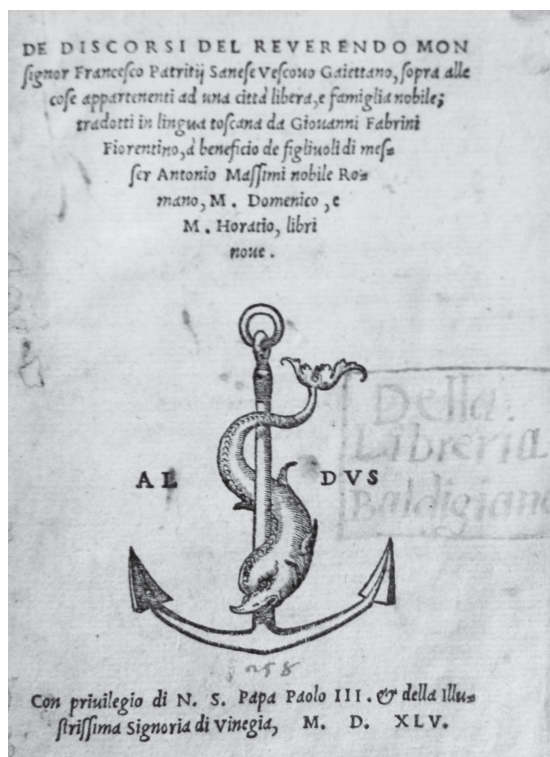 DE DISCORSI DEL REVERENDO MON
signor Francesco Patritij Sanese Vescouo Gaiettano, sopra alle
cose appartenenti ad una città libera, e famiglia nobile;
tradotti in lingua toscana da Giouanni Fabrini
Fiorentino, à beneficio de figliuoli di mes=
ser Antonio Massimi nobile Ro=
mano, M. Domenico, e
M. Horatio, libri
noue.
AL DVS
Della
Libreria
Baldigiana
258
Con priuilegio di N. S. Papa Paolo III. & della Illu=
strissima Signoria di Vinegia, M. D. XLV.